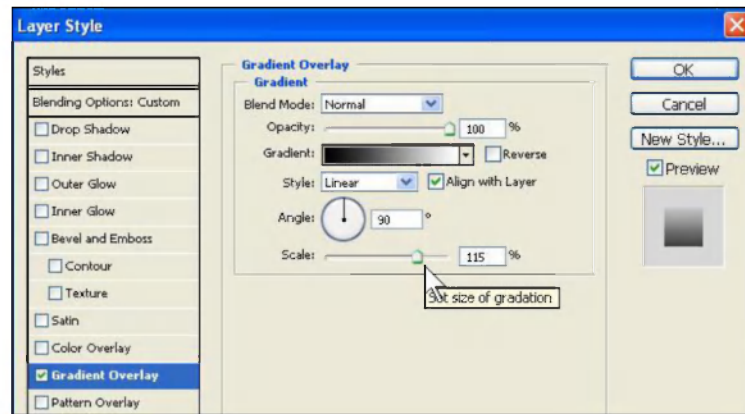 Layer Style
Styles
Blending Options: Custom
Drop Shadow
Inner Shadow
Outer Glow
Inner Glow
Bevel and Emboss
Contour
Texture
Satin
Color Overlay
Gradient Overlay
Pattern Overlay
Gradient Overlay
Gradient
Blend Mode: Normal
Opacity: 100 %
Gradient: Reverse
Style: Linear Align with Layer
Angle: 90 °
Scale: 115 %
Set size of gradation
OK
Cancel
New Style...
Preview